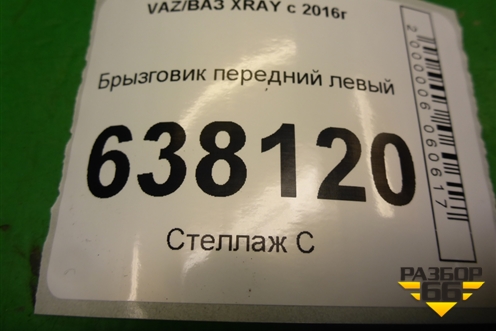 VAZ/ВАЗ XRAY с 2016г
Брызговик передний левый
638120
Стеллаж С
2000006060617
РАЗБОР
66